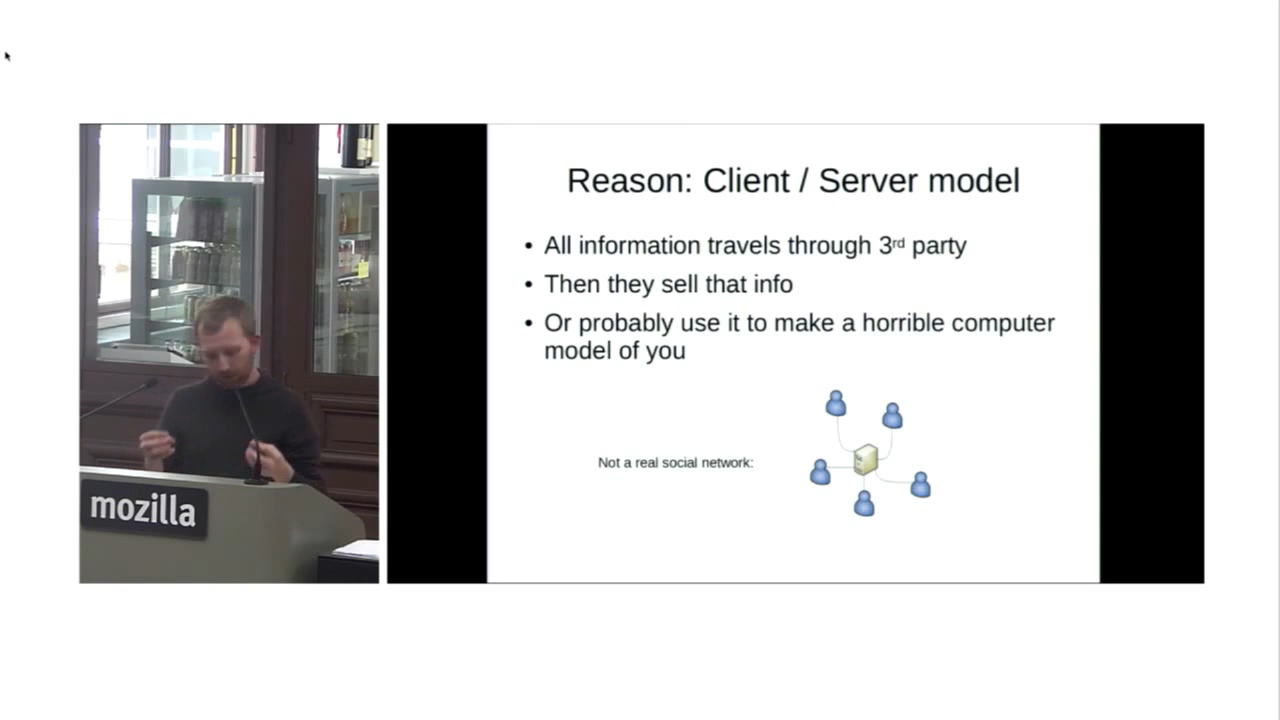 Reason: Client / Server model
• All information travels through 3rd party
• Then they sell that info
• Or probably use it to make a horrible computer
model of you
Not a real social network:
mozilla